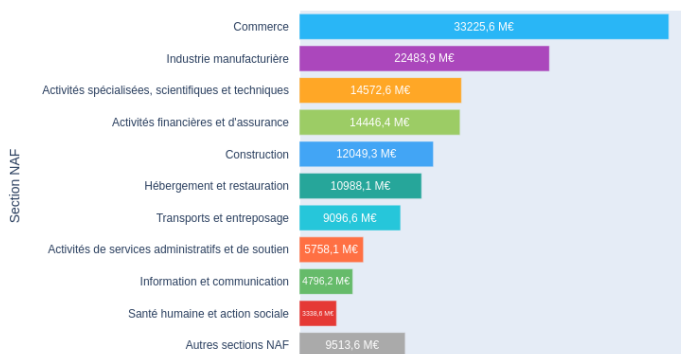 Section NAF
Commerce 33225,6 M€
Industrie manufacturière 22483,9 M€
Activités spécialisées, scientifiques et techniques 14572,6 M€
Activités financières et d'assurance 14446,4 M€
Construction 12049,3 M€
Hébergement et restauration 10988,1 M€
Transports et entreposage 9096,6 M€
Activités de services administratifs et de soutien 5758,1 M€
Information et communication 4796,2 M€
Santé humaine et action sociale 3338,6 M€
Autres sections NAF 9513,6 M€